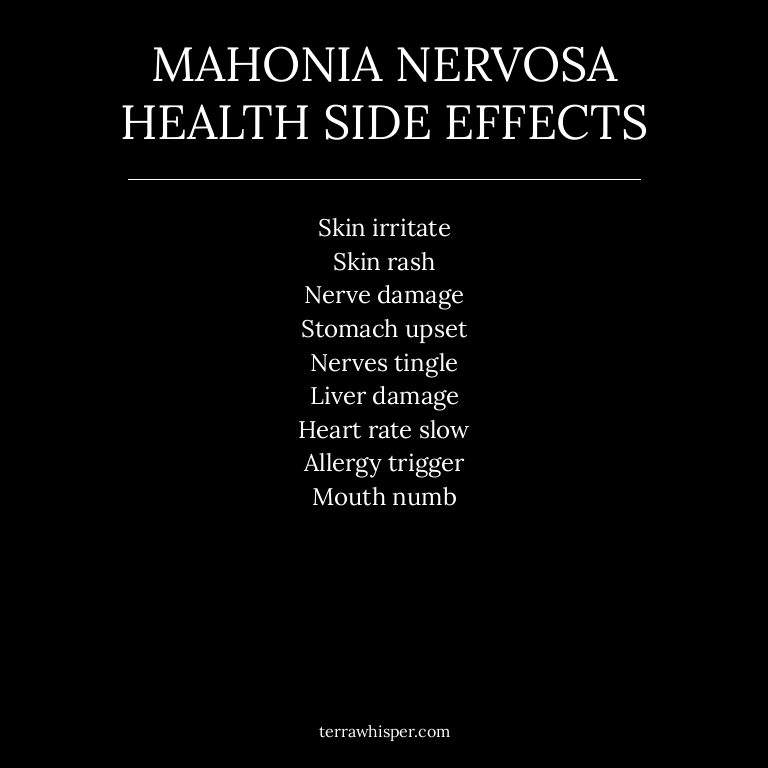 MAHONIA NERVOSA
HEALTH SIDE EFFECTS
Skin irritate
Skin rash
Nerve damage
Stomach upset
Nerves tingle
Liver damage
Heart rate slow
Allergy trigger
Mouth numb
terrawhisper.com